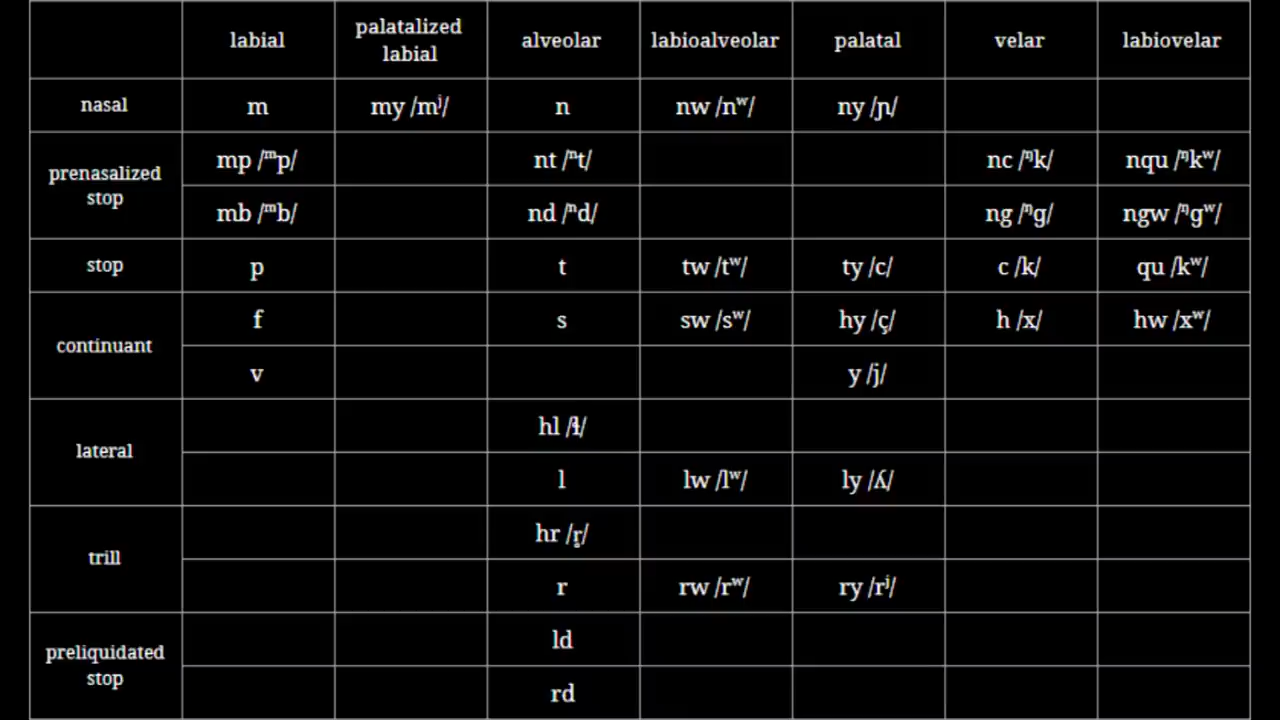 labial palatalized labial alveolar labioalveolar palatal velar labiovelar
nasal m my /mʲ/ n nw /nʷ/ ny /ɲ/
prenasalized stop mp /ᵐp/ nt /ⁿt/ nc /ᵑk/ nqu /ᵑkʷ/
mb /ᵐb/ nd /ⁿd/ ng /ᵑɡ/ ngw /ᵑɡʷ/
stop p t tw /tʷ/ ty /c/ c /k/ qu /kʷ/
continuant f s sw /sʷ/ hy /ç/ h /x/ hw /xʷ/
v y /j/
lateral hl /ɬ/
l lw /lʷ/ ly /ʎ/
trill hr /r̥/
r rw /rʷ/ ry /rʲ/
preliquidated stop ld
rd